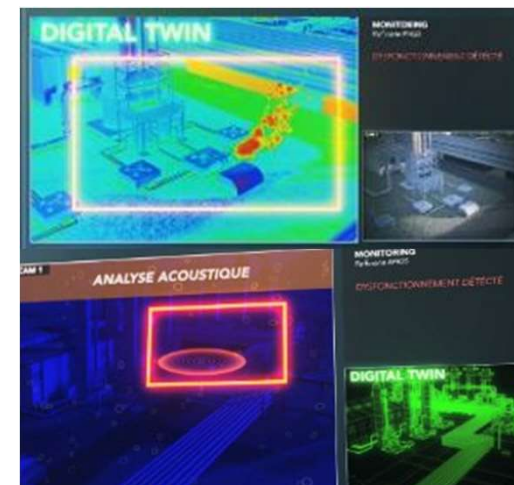 DIGITAL TWIN
MONITORING
DYSFONCTIONNEMENT DÉTECTÉ
CAM 1
ANALYSE ACOUSTIQUE
MONITORING
DYSFONCTIONNEMENT DÉTECTÉ
DIGITAL TWIN